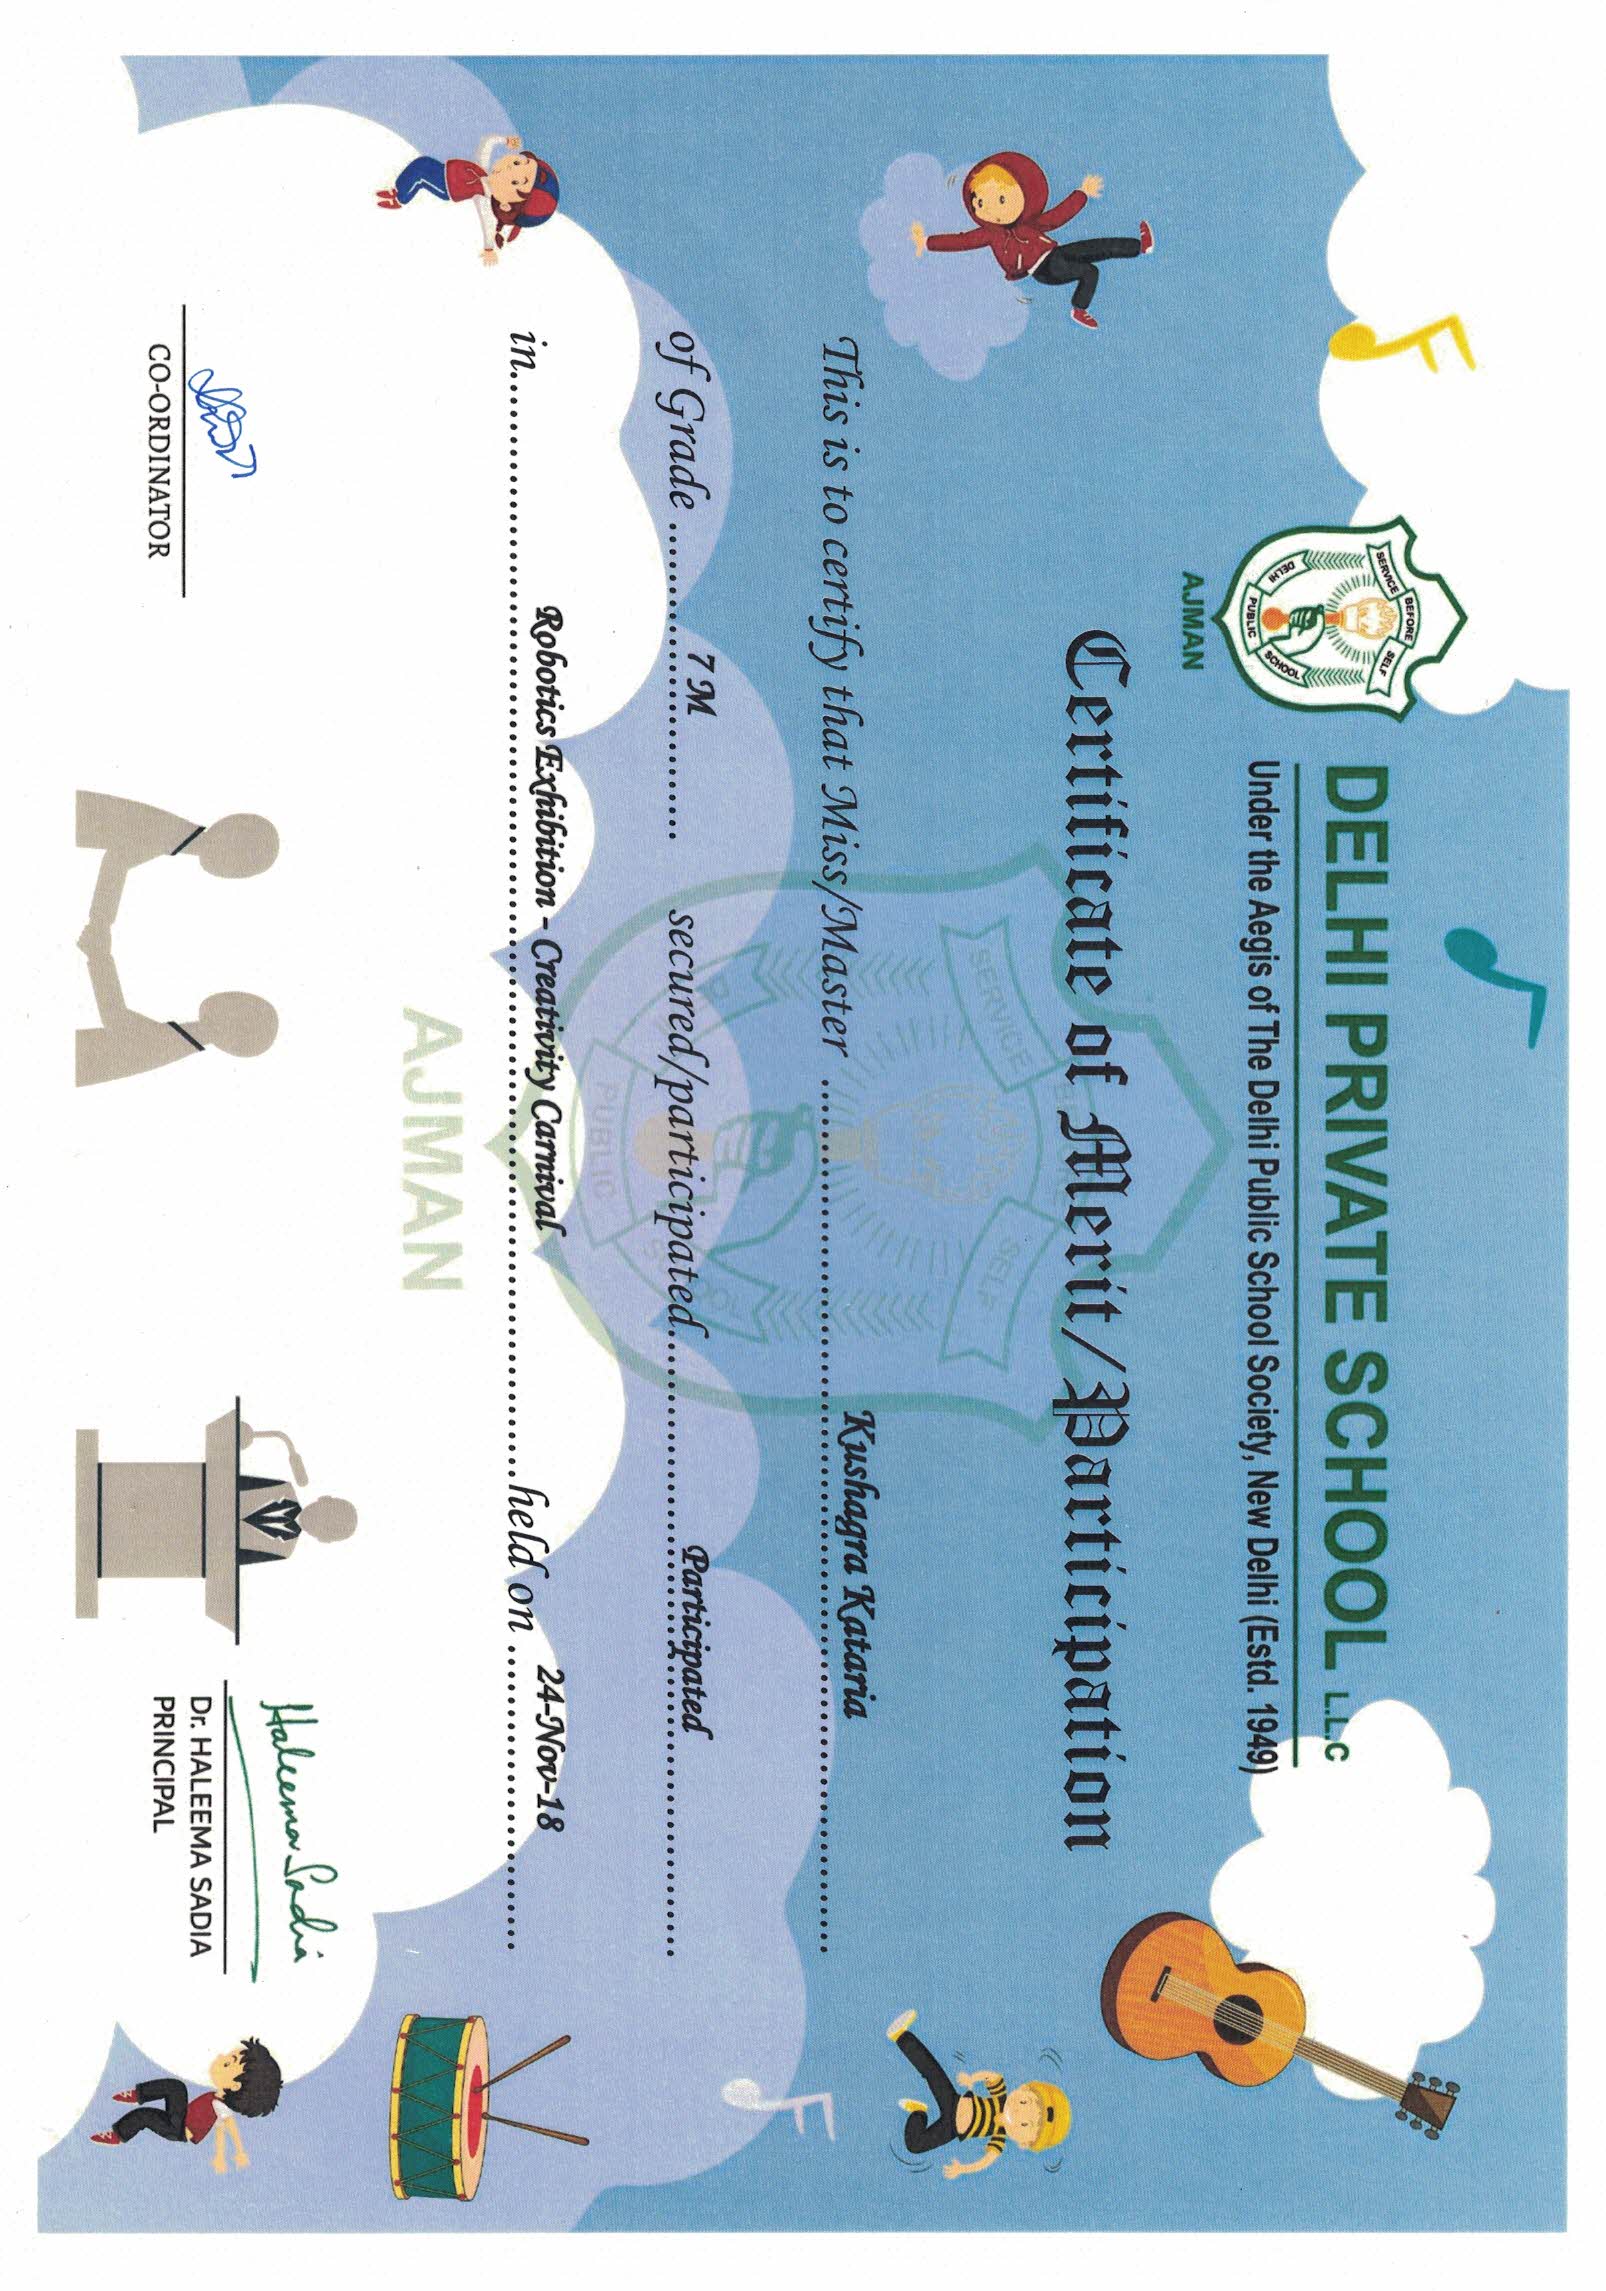 SERVICE BEFORE SELF
DELHI PUBLIC SCHOOL
AJMAN
DELHI PRIVATE SCHOOL L.L.C
Under the Aegis of The Delhi Public School Society, New Delhi (Estd. 1949)
Certificate of Merit/Participation
SERVICE BEFORE SELF
This is to certify that Miss/Master Kushagra Kataria
of Grade 7 M secured/participated Participated
PUBLIC
in Robotics Exhibition - Creativity Carnival held on 24-Nov-18
AJMAN
Haleema Sadia
CO-ORDINATOR
Dr. HALEEMA SADIA
PRINCIPAL